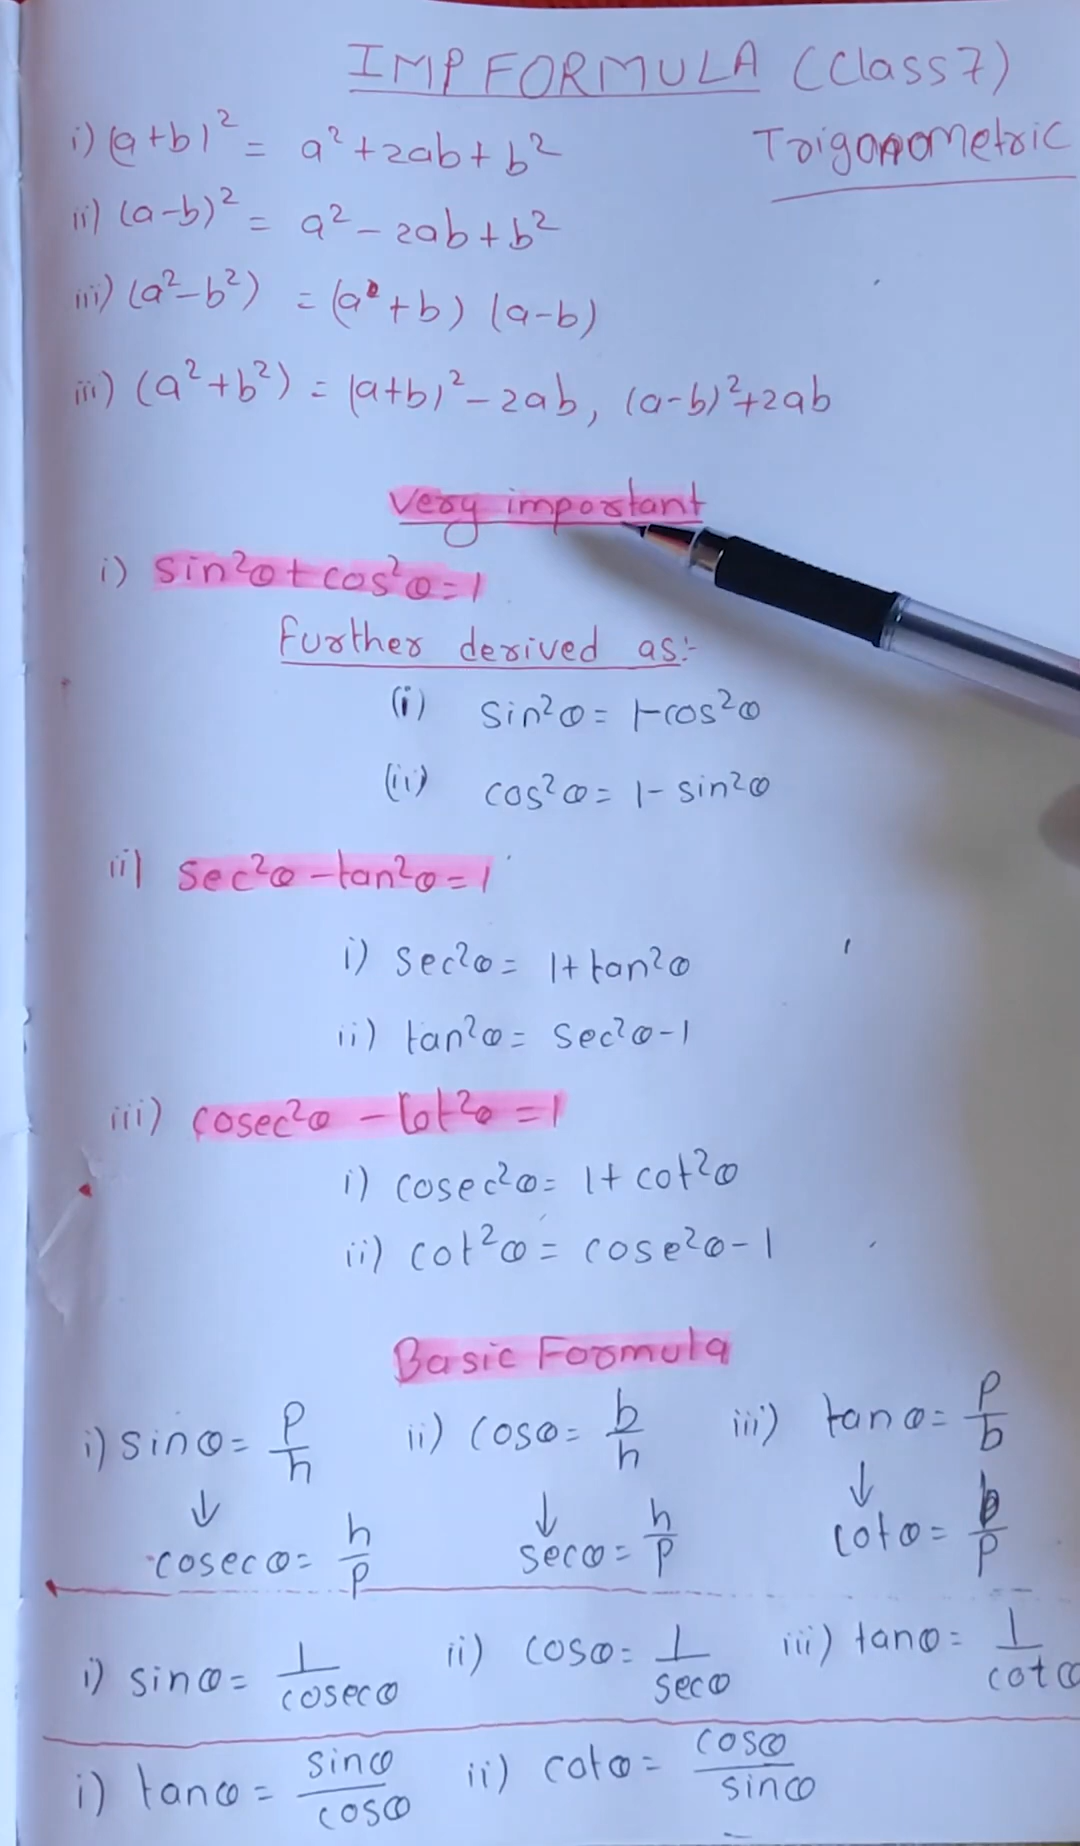 IMP FORMULA (Class 7)
Trigonometric
i) (a+b)² = a²+2ab+b²
ii) (a-b)² = a²-2ab+b²
iii) (a²-b²) = (a+b) (a-b)
iii) (a²+b²) = (a+b)²-2ab, (a-b)²+2ab
Very important
i) sin²θ+cos²θ=1
Further derived as:-
(i) sin²θ= 1-cos²θ
(ii) cos²θ= 1- sin²θ
ii) sec²θ-tan²θ=1
i) sec²θ= 1+tan²θ
ii) tan²θ= sec²θ-1
iii) cosec²θ - cot²θ =1
i) cosec²θ= 1+ cot²θ
ii) cot²θ= cose²θ-1
Basic Formula
i) sinθ= p/h ii) cosθ= b/h iii) tanθ= p/b
↓ ↓ ↓
cosecθ= h/p secθ= h/p cotθ= b/p
i) sinθ= 1/cosecθ ii) cosθ= 1/secθ iii) tanθ= 1/cotθ
i) tanθ= sinθ/cosθ ii) cotθ= cosθ/sinθ